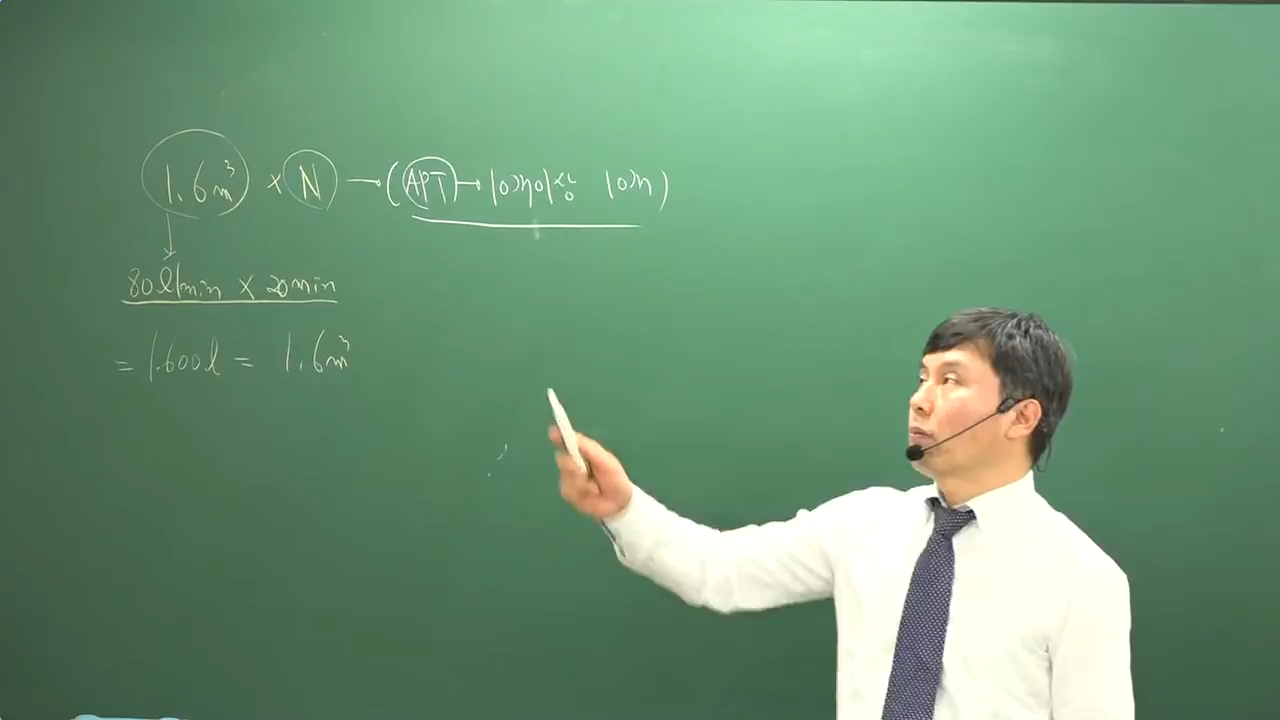 1.6m³ × N → (APT → 10개이상 10개)
80l/min × 20min
= 1.600l = 1.6m³